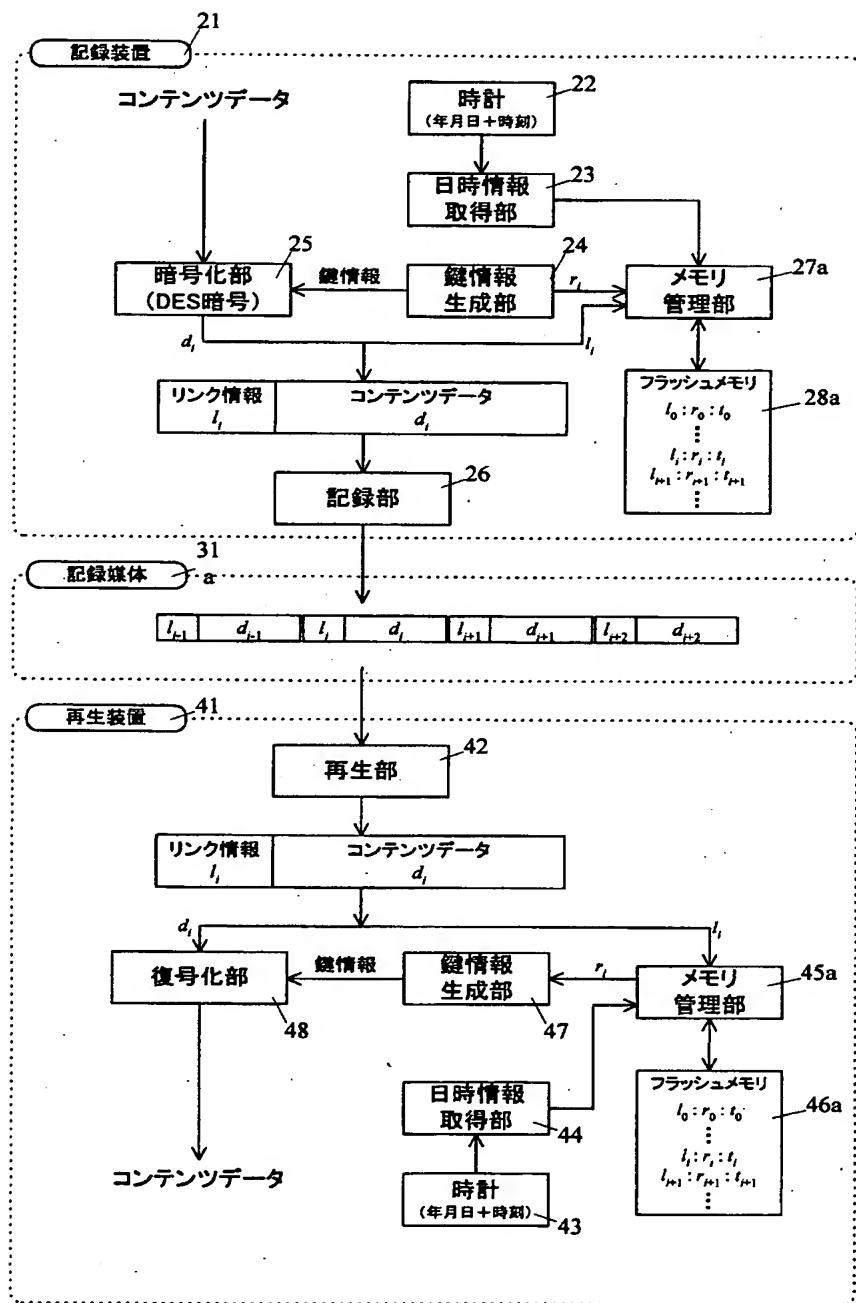 21
記録装置
コンテンツデータ
時計
(年月日+時刻)
22
日時情報
取得部
23
暗号化部
(DES暗号)
25
鍵情報
鍵情報
生成部
24
r_i
メモリ
管理部
27a
d_i
l_i
リンク情報
l_i
コンテンツデータ
d_i
フラッシュメモリ
l_0 : r_0 : t_0
⋮
l_i : r_i : t_i
l_{i+1} : r_{i+1} : t_{i+1}
⋮
28a
記録部
26
記録媒体
31
a
l_{i-1} d_{i-1} l_i d_i l_{i+1} d_{i+1} l_{i+2} d_{i+2}
再生装置
41
再生部
42
リンク情報
l_i
コンテンツデータ
d_i
d_i
l_i
復号化部
48
鍵情報
鍵情報
生成部
47
r_i
メモリ
管理部
45a
日時情報
取得部
44
フラッシュメモリ
l_0 : r_0 : t_0
⋮
l_i : r_i : t_i
l_{i+1} : r_{i+1} : t_{i+1}
⋮
46a
コンテンツデータ
時計
(年月日+時刻)
43